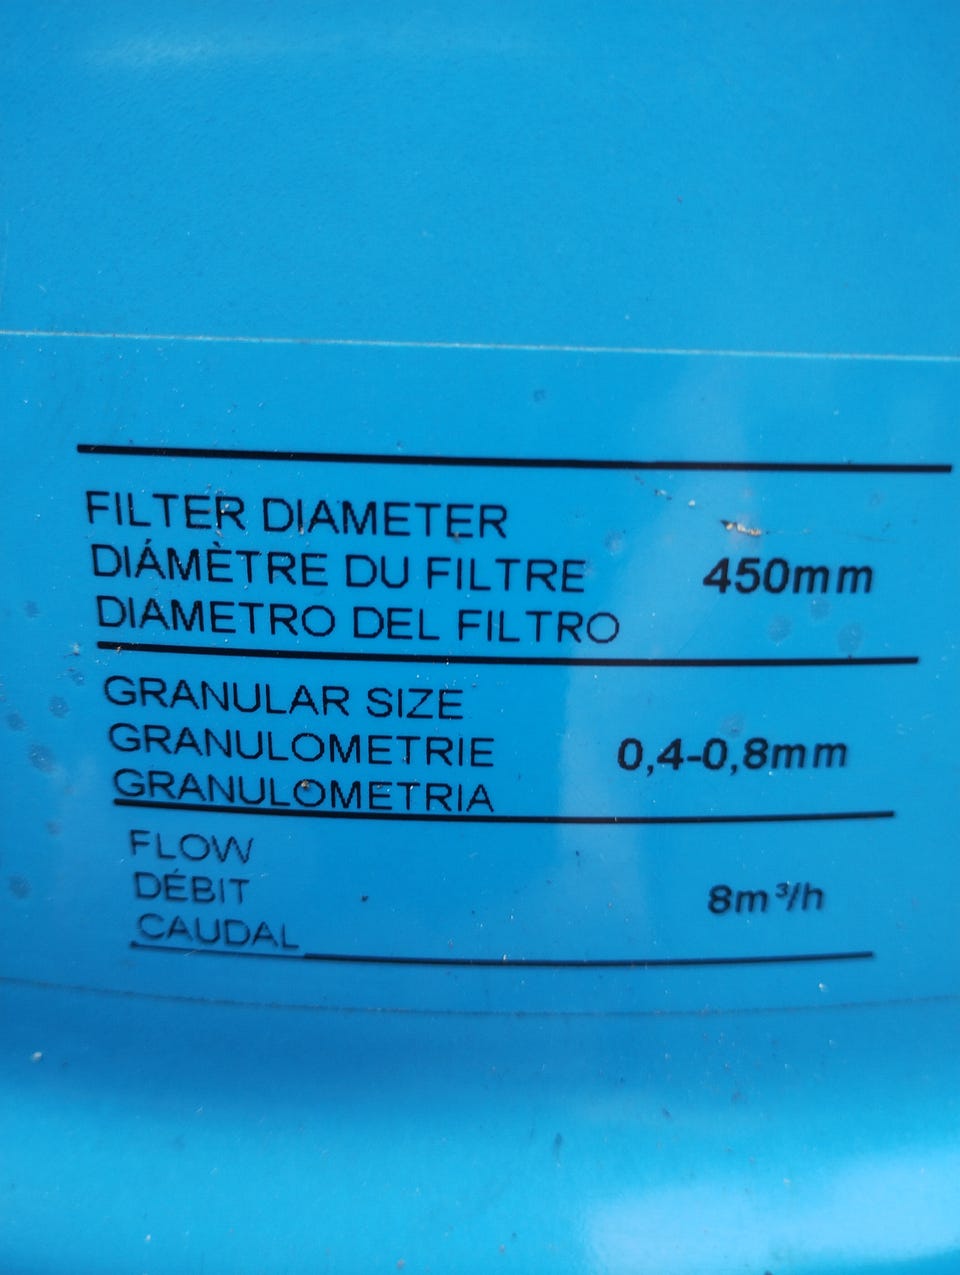 FILTER DIAMETER
DIÁMÈTRE DU FILTRE 450mm
DIAMETRO DEL FILTRO
GRANULAR SIZE
GRANULOMETRIE 0,4-0,8mm
GRANULOMETRIA
FLOW
DÉBIT 8m³/h
CAUDAL